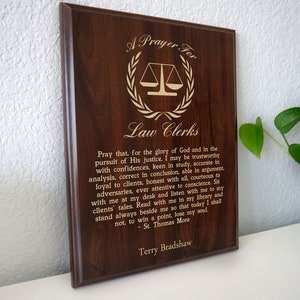 A Prayer For
Law Clerks
Pray that, for the glory of God and in the
pursuit of His justice, I may be trustworthy
with confidences, keen in study, accurate in
analysis, correct in conclusion, able in argument,
loyal to clients, honest with all, courteous to
adversaries, ever attentive to conscience. Sit
with me at my desk and listen with me to my
clients' tales. Read with me in my library and
stand always beside me so that today I shall
not, to win a point, lose my soul.
~ St. Thomas More
Terry Bradshaw